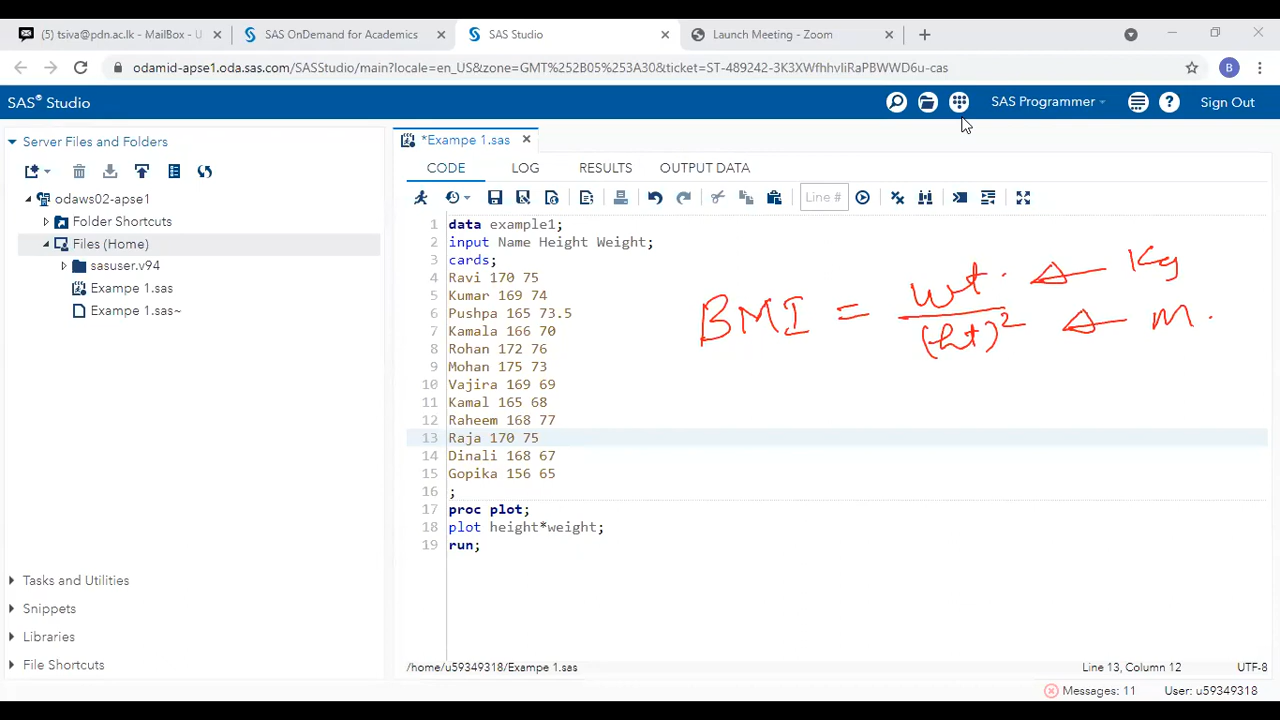 (5) tsiva@pdn.ac.lk - MailBox - U
SAS OnDemand for Academics
SAS Studio
Launch Meeting - Zoom
odamid-apse1.oda.sas.com/SASStudio/main?locale=en_US&zone=GMT%252B05%253A30&ticket=ST-489242-3K3XWfhhvIiRaPBWWD6u-cas
B
SAS® Studio
SAS Programmer
Sign Out
Server Files and Folders
odaws02-apse1
Folder Shortcuts
Files (Home)
sasuser.v94
Exampe 1.sas
Exampe 1.sas~
Tasks and Utilities
Snippets
Libraries
File Shortcuts
*Exampe 1.sas
CODE LOG RESULTS OUTPUT DATA
Line #
1 data example1;
2 input Name Height Weight;
3 cards;
4 Ravi 170 75
5 Kumar 169 74
6 Pushpa 165 73.5
7 Kamala 166 70
8 Rohan 172 76
9 Mohan 175 73
10 Vajira 169 69
11 Kamal 165 68
12 Raheem 168 77
13 Raja 170 75
14 Dinali 168 67
15 Gopika 156 65
16 ;
17 proc plot;
18 plot height*weight;
19 run;
BMI = wt. Kg
(ht)² m.
/home/u59349318/Exampe 1.sas
Line 13, Column 12
UTF-8
Messages: 11
User: u59349318